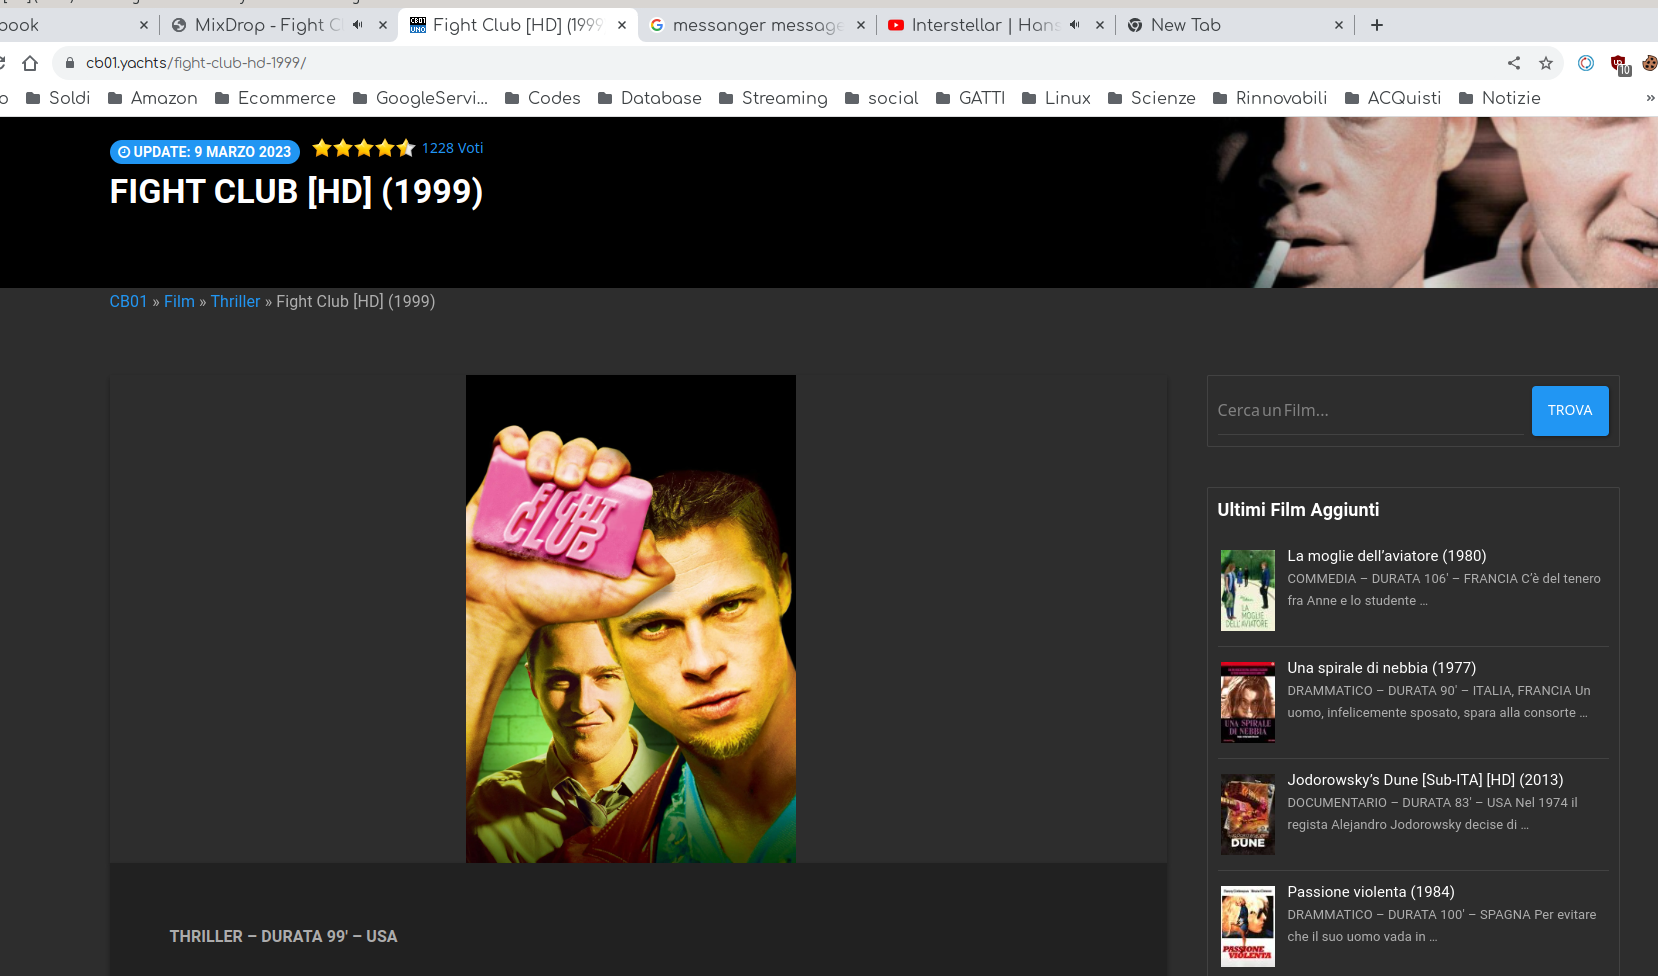 book
MixDrop - Fight Cl
Fight Club [HD] (1999
messanger message
Interstellar | Hans
New Tab
cb01.yachts/fight-club-hd-1999/
10
o Soldi Amazon Ecommerce GoogleServi... Codes Database Streaming social GATTI Linux Scienze Rinnovabili ACQuisti Notizie »
UPDATE: 9 MARZO 2023 1228 Voti
FIGHT CLUB [HD] (1999)
CB01 » Film » Thriller » Fight Club [HD] (1999)
FIGHT
CLUB
THRILLER – DURATA 99' – USA
Cerca un Film...
TROVA
Ultimi Film Aggiunti
La moglie dell’aviatore (1980)
COMMEDIA – DURATA 106' – FRANCIA C’è del tenero
fra Anne e lo studente ...
LA
MOGLIE
DELL'AVIATORE
Una spirale di nebbia (1977)
DRAMMATICO – DURATA 90' – ITALIA, FRANCIA Un
uomo, infelicemente sposato, spara alla consorte ...
UNA SPIRALE
DI NEBBIA
Jodorowsky’s Dune [Sub-ITA] [HD] (2013)
DOCUMENTARIO – DURATA 83' – USA Nel 1974 il
regista Alejandro Jodorowsky decise di ...
DUNE
Passione violenta (1984)
DRAMMATICO – DURATA 100' – SPAGNA Per evitare
che il suo uomo vada in ...
PASSIONE
VIOLENTA